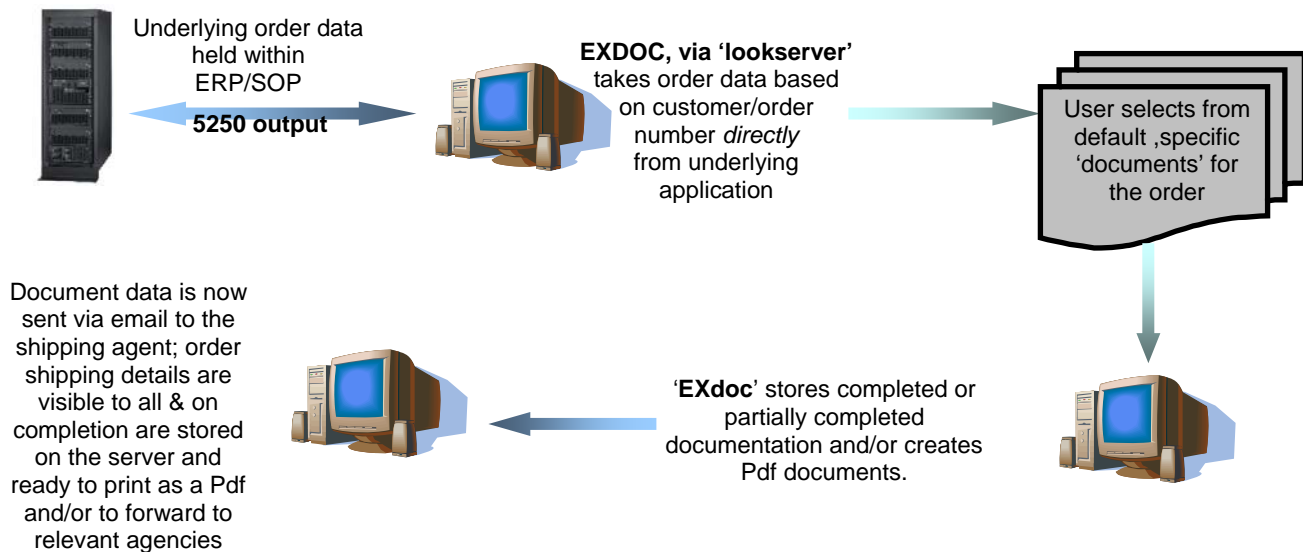 Underlying order data
held within
ERP/SOP
5250 output
EXDOC, via ‘lookserver’
takes order data based
on customer/order
number directly
from underlying
application
User selects from
default ,specific
‘documents’ for
the order
Document data is now
sent via email to the
shipping agent; order
shipping details are
visible to all & on
completion are stored
on the server and
ready to print as a Pdf
and/or to forward to
relevant agencies
‘EXdoc’ stores completed or
partially completed
documentation and/or creates
Pdf documents.